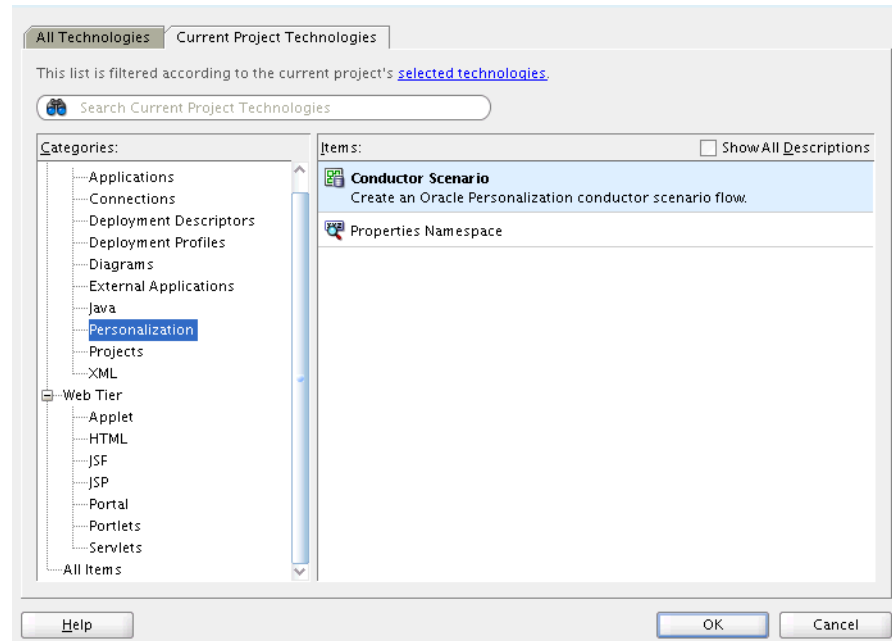 All Technologies
Current Project Technologies
This list is filtered according to the current project's selected technologies.
Search Current Project Technologies
Categories:
Applications
Connections
Deployment Descriptors
Deployment Profiles
Diagrams
External Applications
Java
Personalization
Projects
XML
Web Tier
Applet
HTML
JSF
JSP
Portal
Portlets
Servlets
All Items
Items:
Show All Descriptions
Conductor Scenario
Create an Oracle Personalization conductor scenario flow.
Properties Namespace
Help
OK
Cancel